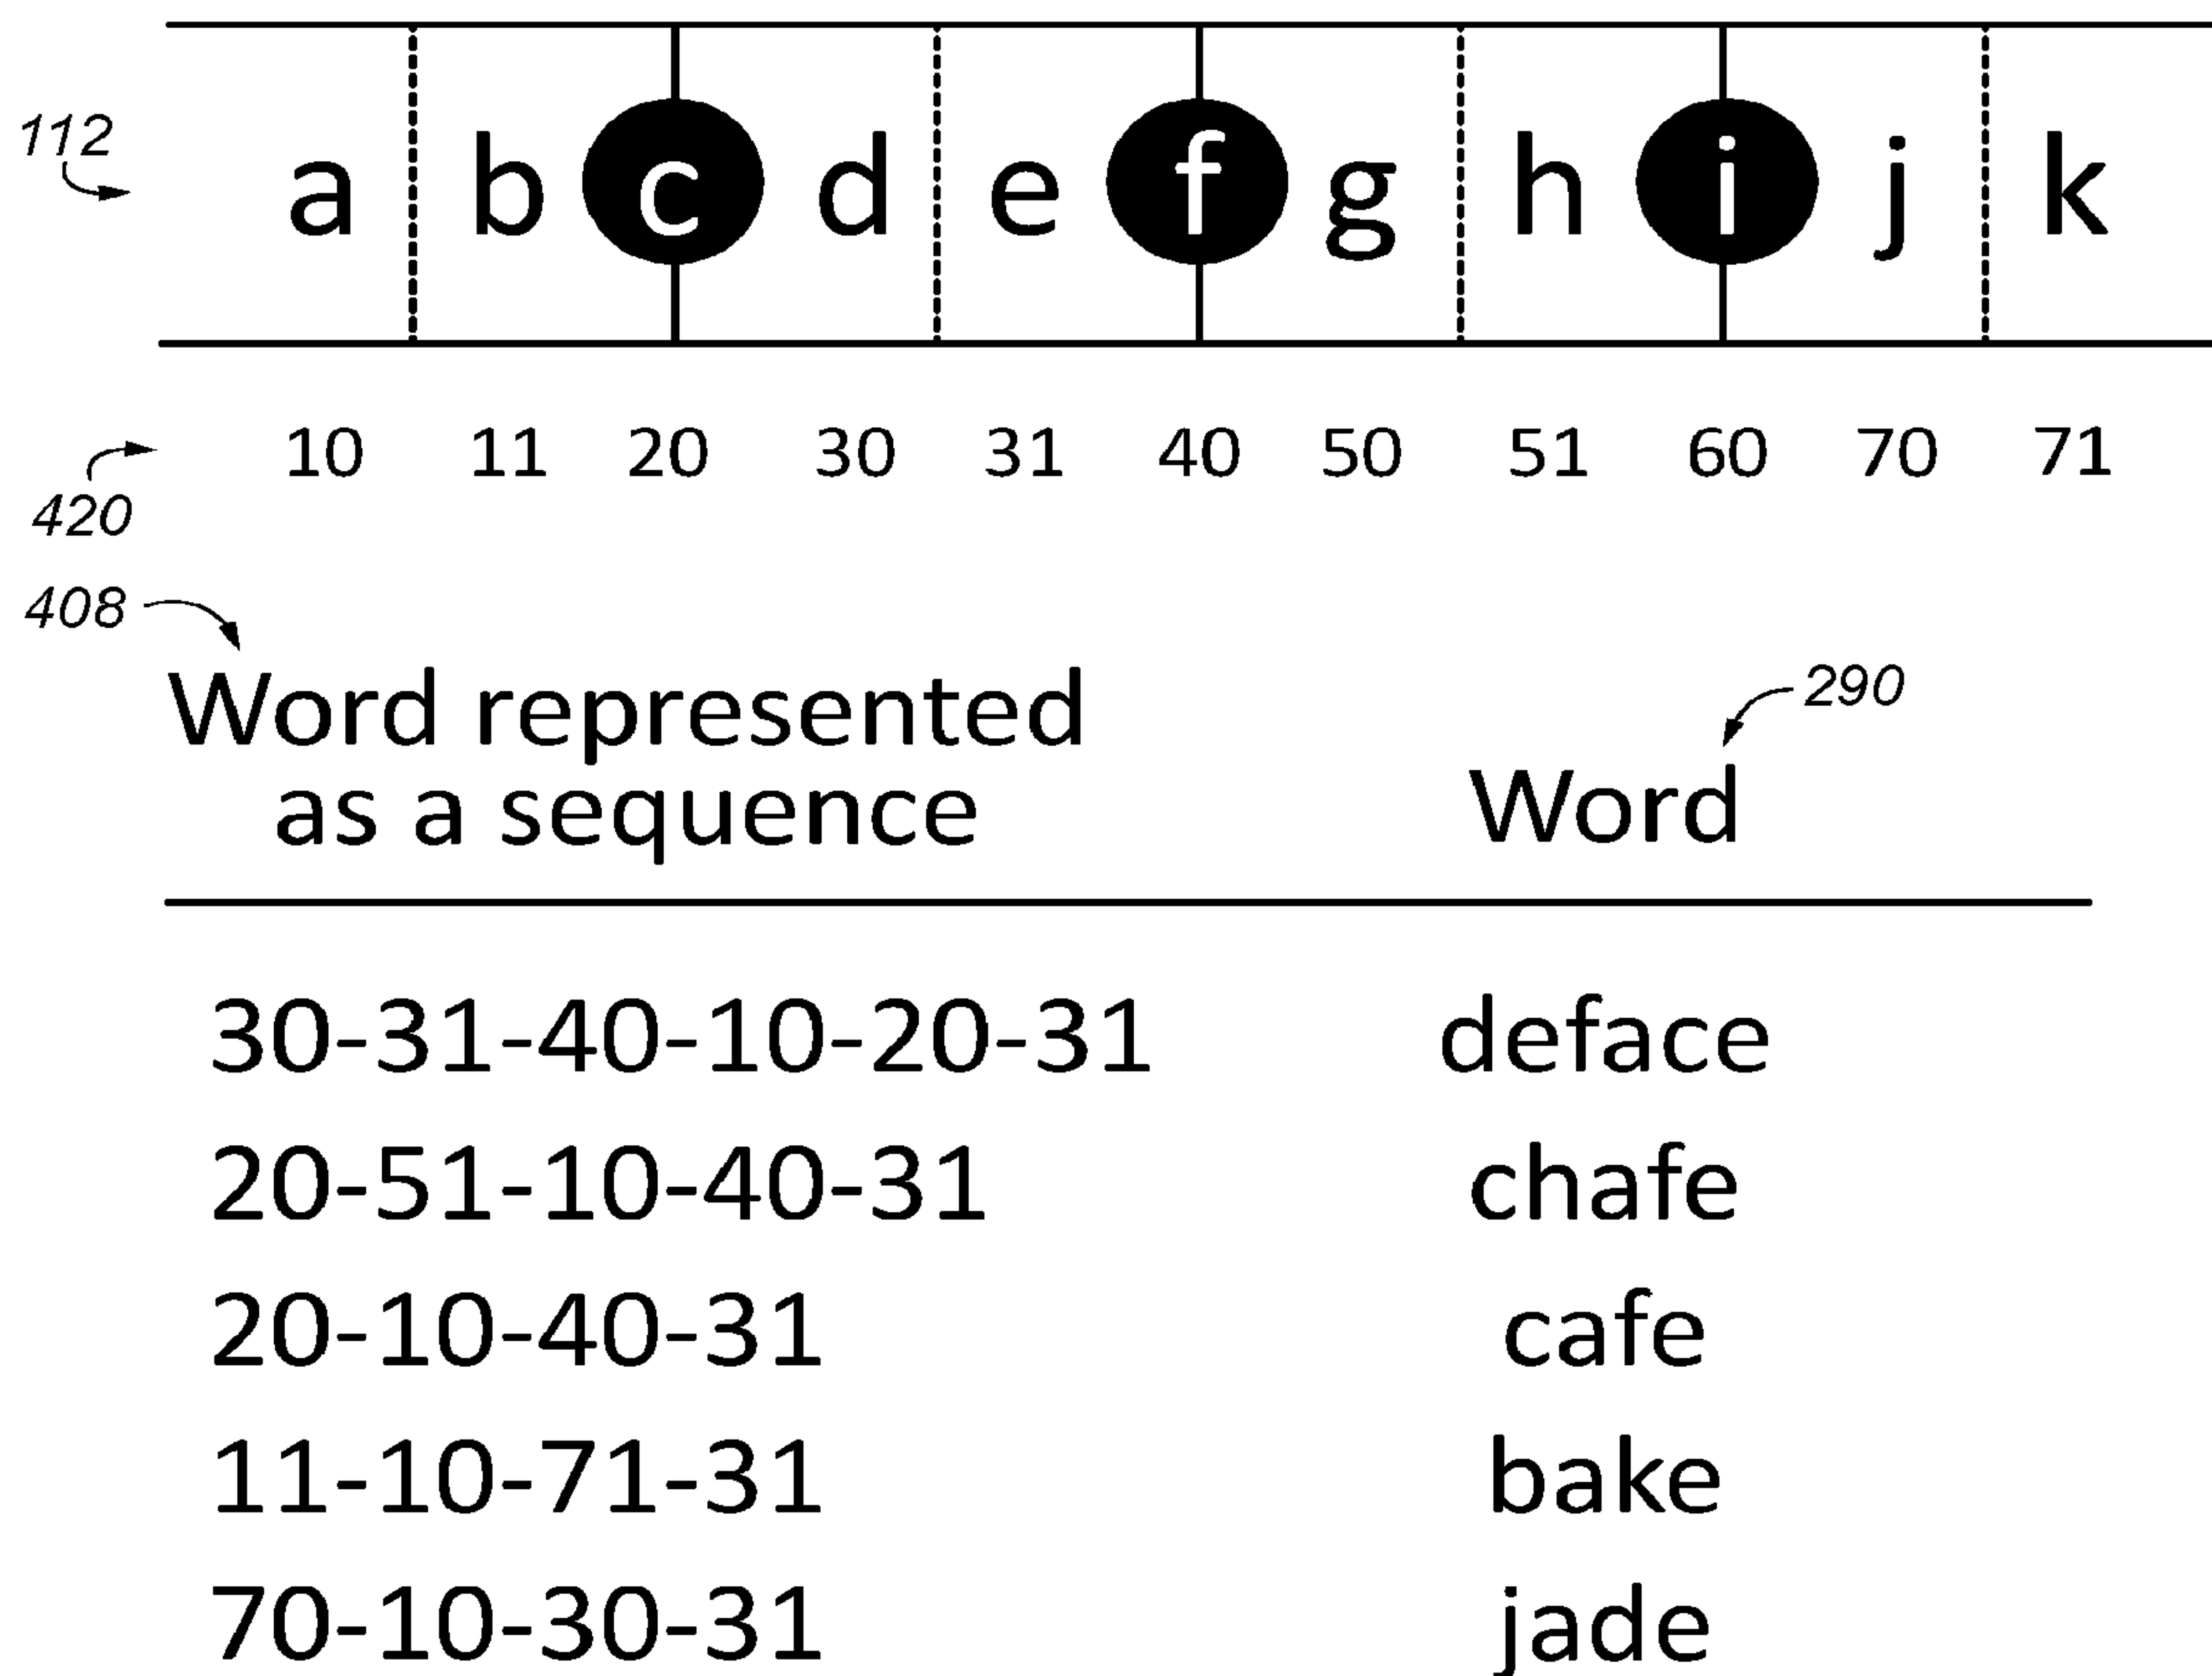 112
a b c d e f g h i j k
10 11 20 30 31 40 50 51 60 70 71
420
408
Word represented
as a sequence
290
Word
30-31-40-10-20-31 deface
20-51-10-40-31 chafe
20-10-40-31 cafe
11-10-71-31 bake
70-10-30-31 jade